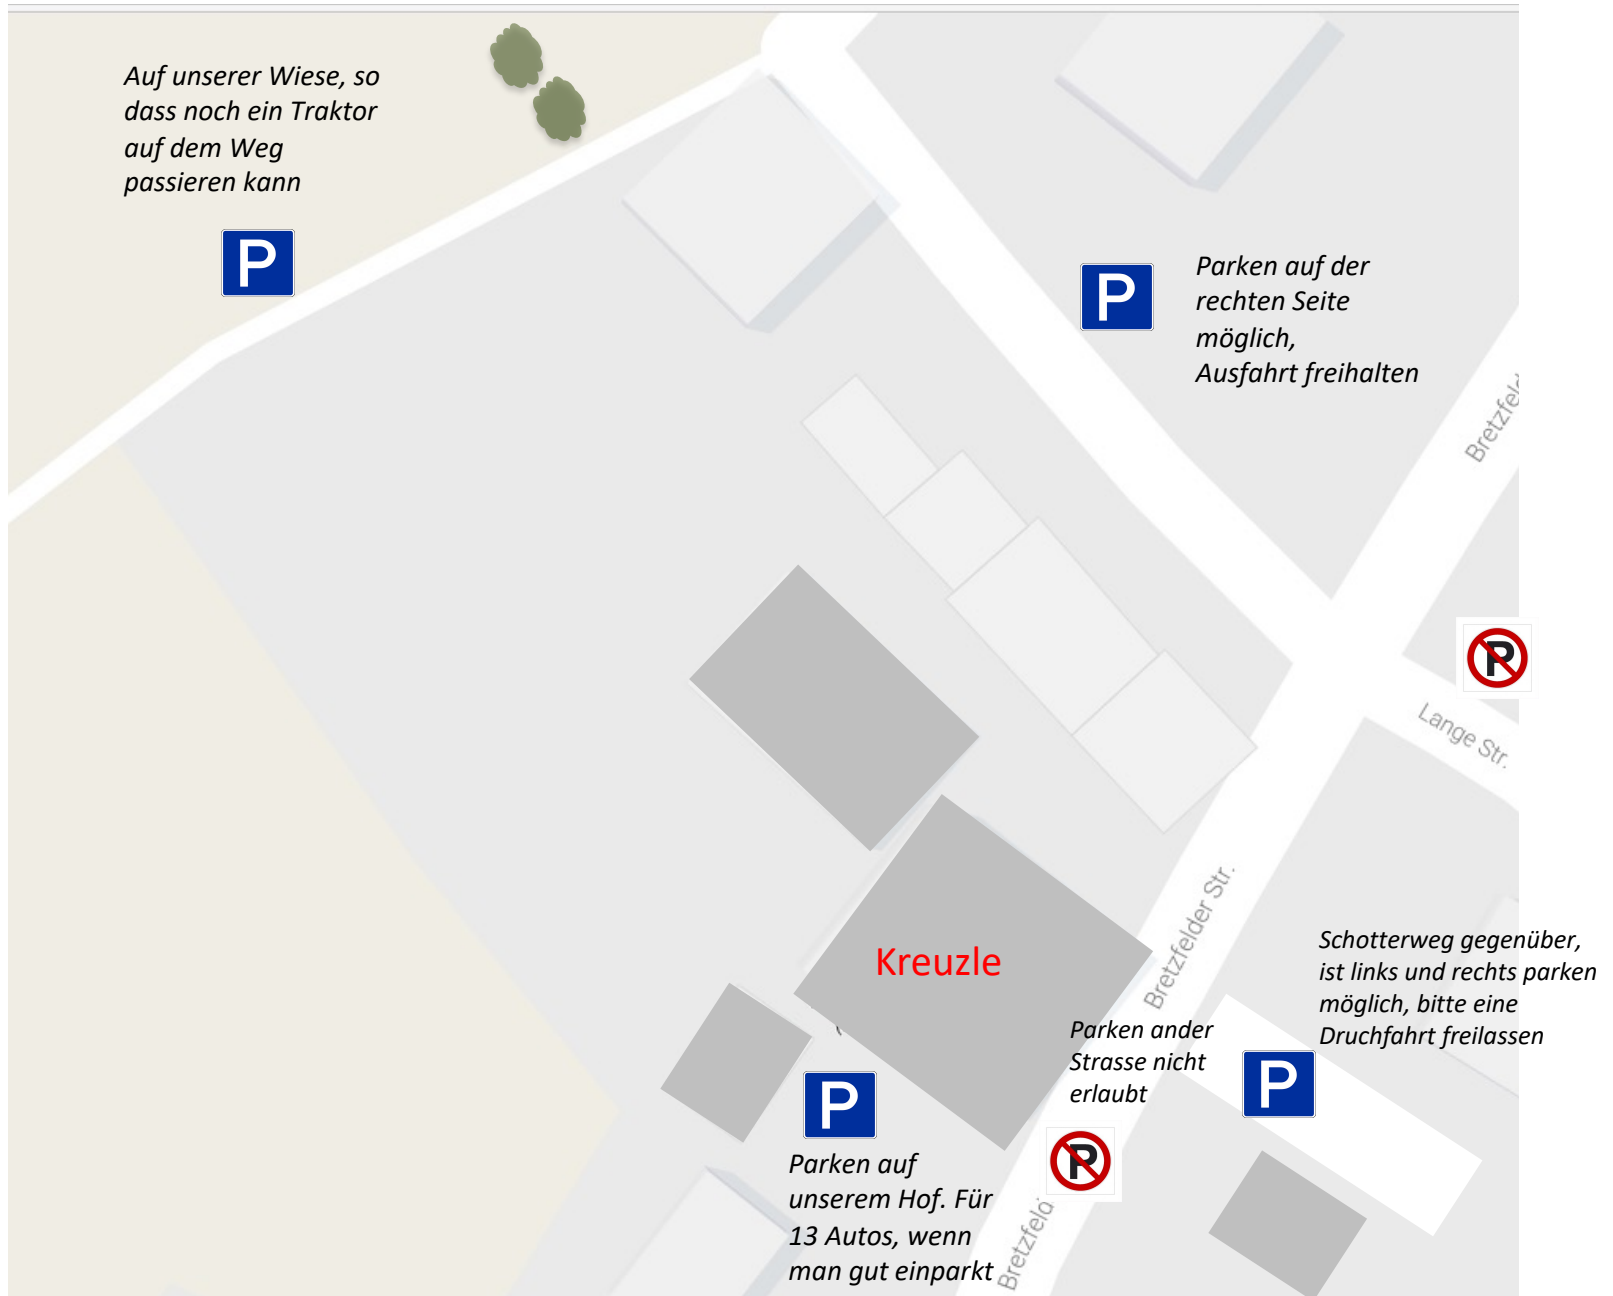 Auf unserer Wiese, so
dass noch ein Traktor
auf dem Weg
passieren kann
P
P
Parken auf der
rechten Seite
möglich,
Ausfahrt freihalten
Bretzfeld
P
Lange Str.
Kreuzle
Bretzfelder Str.
Schotterweg gegenüber,
ist links und rechts parken
möglich, bitte eine
Druchfahrt freilassen
Parken ander
Strasse nicht
erlaubt
P
P
P
Parken auf
unserem Hof. Für
13 Autos, wenn
man gut einparkt
Bretzfeld